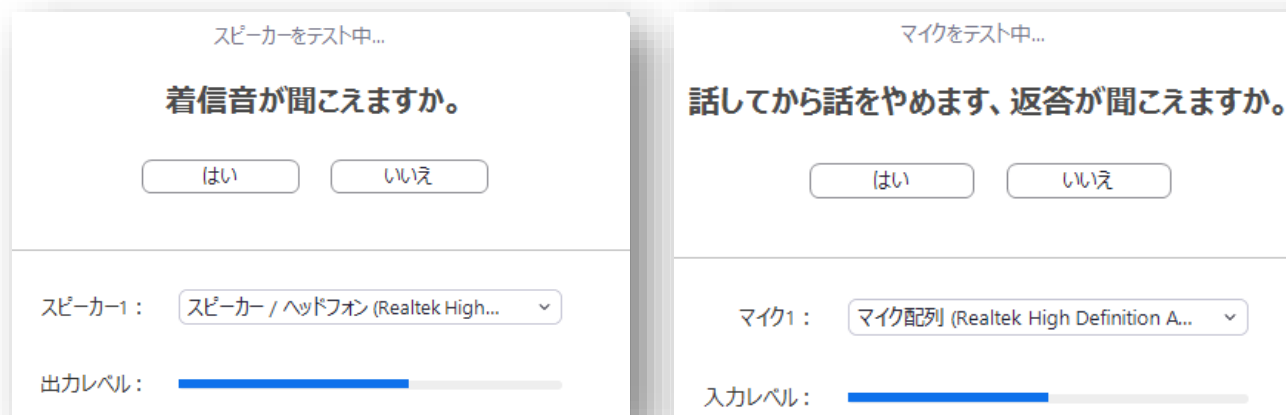 スピーカーをテスト中...
着信音が聞こえますか。
はい
いいえ
スピーカー1：
スピーカー / ヘッドフォン (Realtek High...
出力レベル：
マイクをテスト中...
話してから話をやめます、返答が聞こえますか。
はい
いいえ
マイク1：
マイク配列 (Realtek High Definition A...
入力レベル：